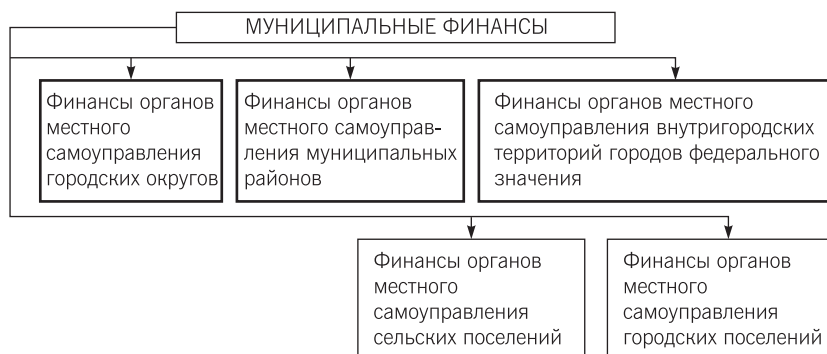 МУНИЦИПАЛЬНЫЕ ФИНАНСЫ
Финансы органов
местного
самоуправления
городских округов
Финансы органов
местного самоуправ-
ления муниципальных
районов
Финансы органов местного
самоуправления внутригородских
территорий городов федерального
значения
Финансы органов
местного
самоуправления
сельских поселений
Финансы органов
местного
самоуправления
городских поселений